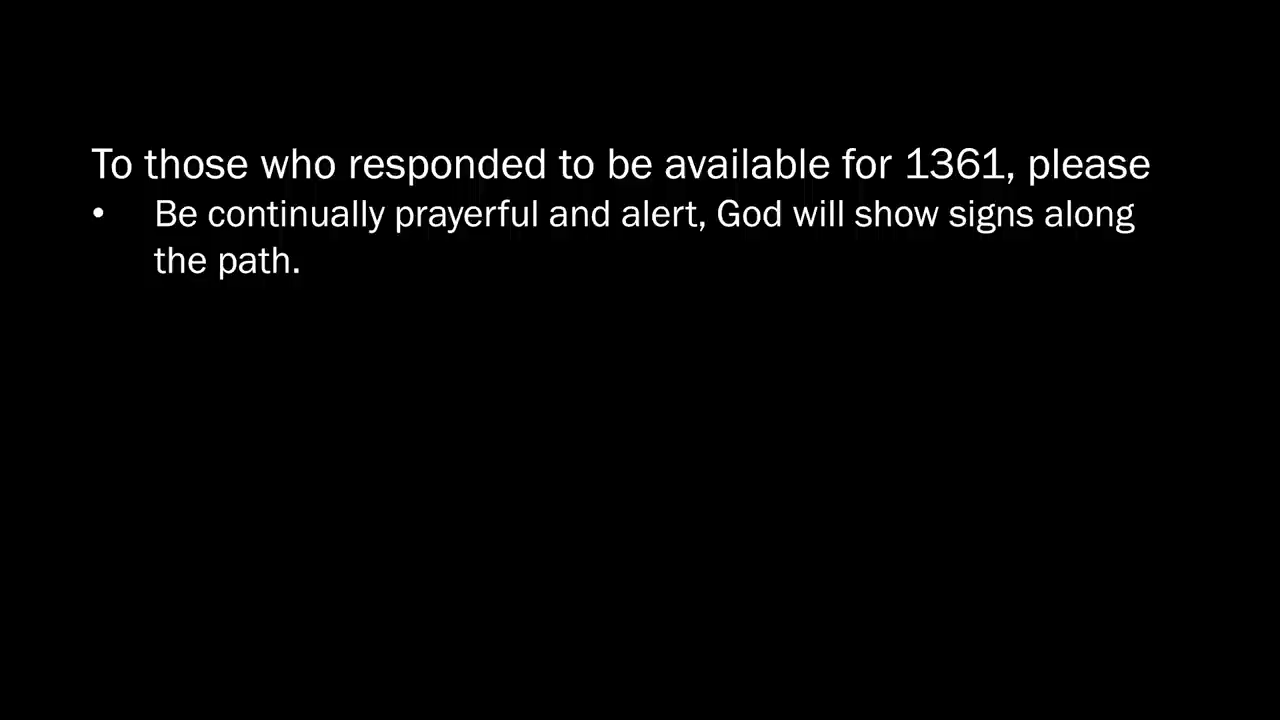 To those who responded to be available for 1361, please
• Be continually prayerful and alert, God will show signs along
the path.